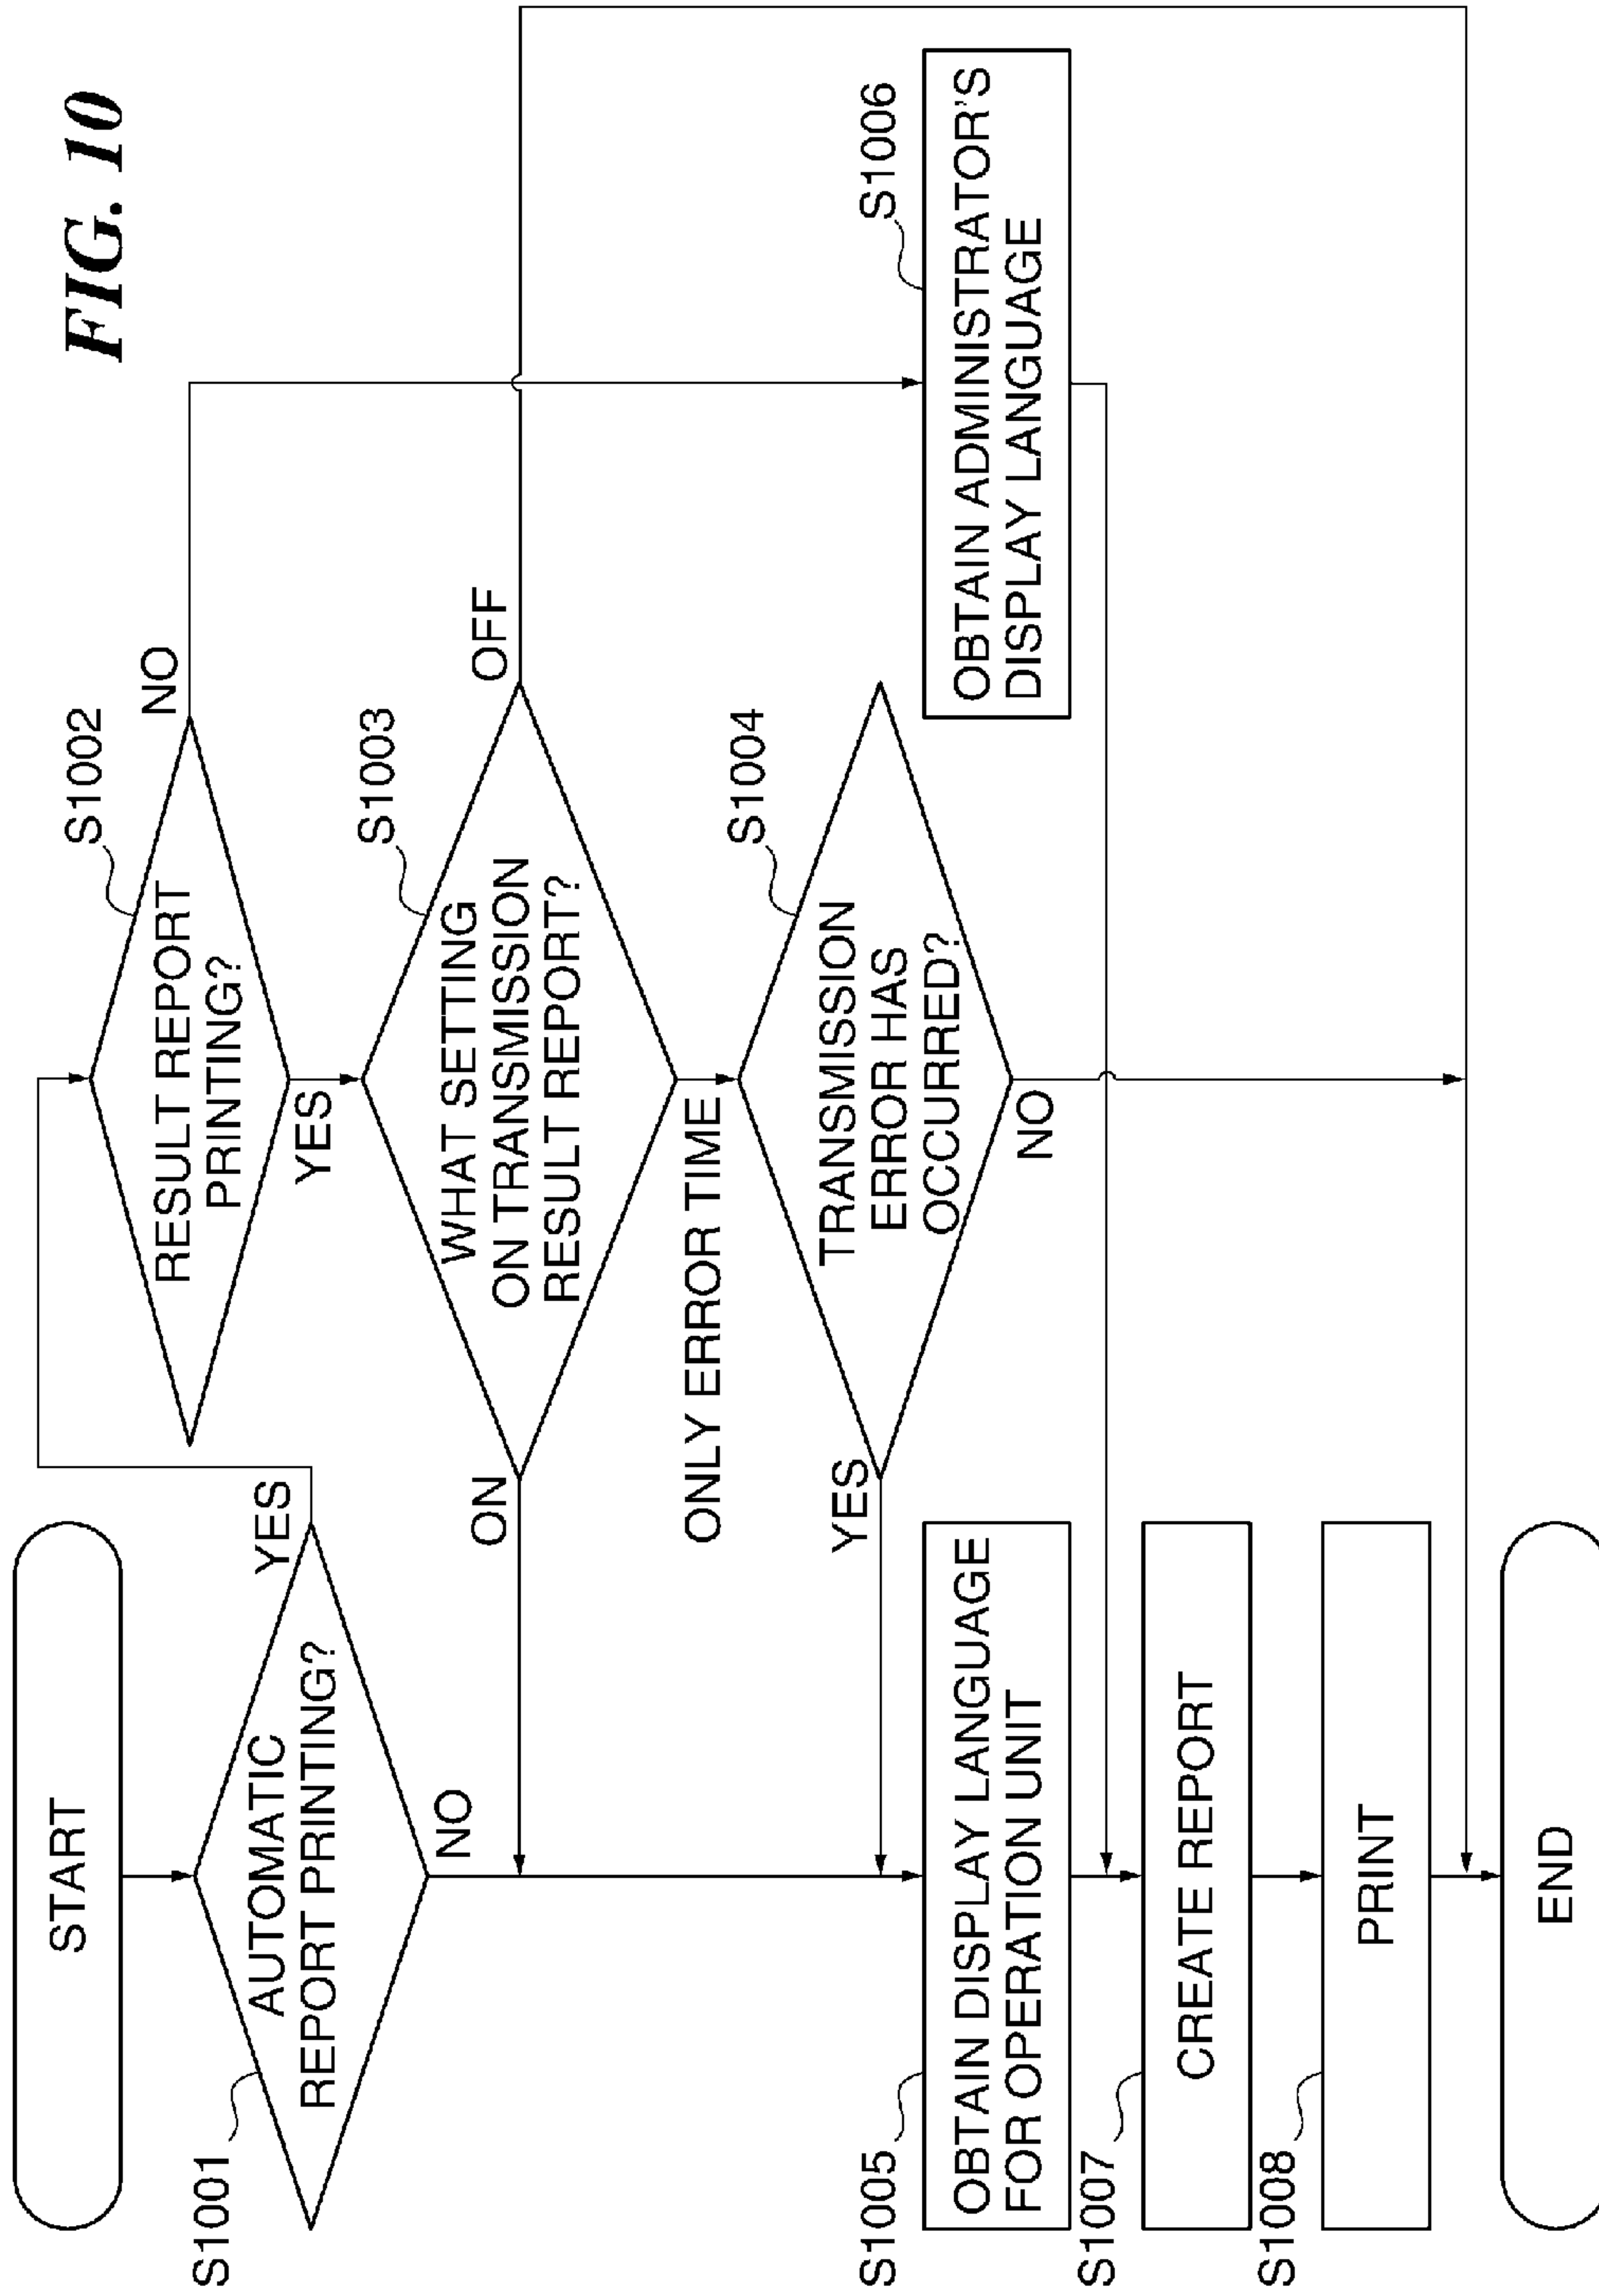 FIG. 10
START
S1001
AUTOMATIC
REPORT PRINTING?
YES
NO
S1002
RESULT REPORT
PRINTING?
NO
YES
S1003
WHAT SETTING
ON TRANSMISSION
RESULT REPORT?
ON
OFF
ONLY ERROR TIME
S1004
TRANSMISSION
ERROR HAS
OCCURRED?
YES
NO
S1005
OBTAIN DISPLAY LANGUAGE
FOR OPERATION UNIT
S1006
OBTAIN ADMINISTRATOR'S
DISPLAY LANGUAGE
S1007
CREATE REPORT
S1008
PRINT
END